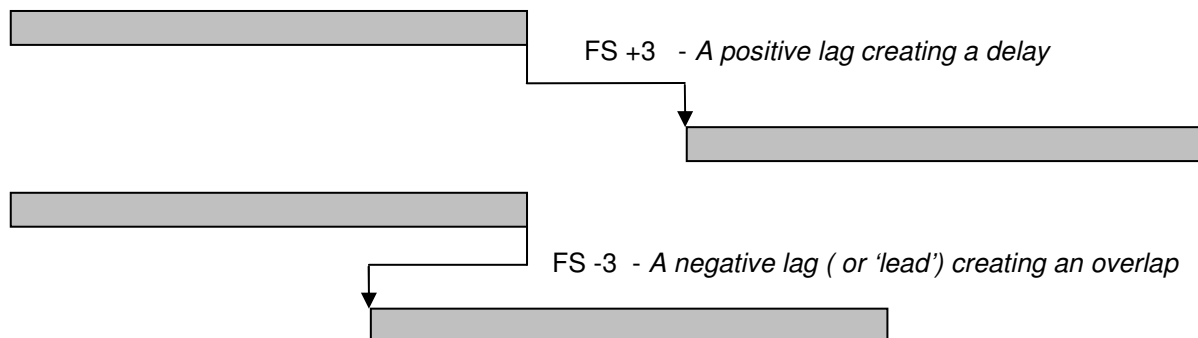 FS +3 - A positive lag creating a delay
FS -3 - A negative lag ( or ‘lead’) creating an overlap